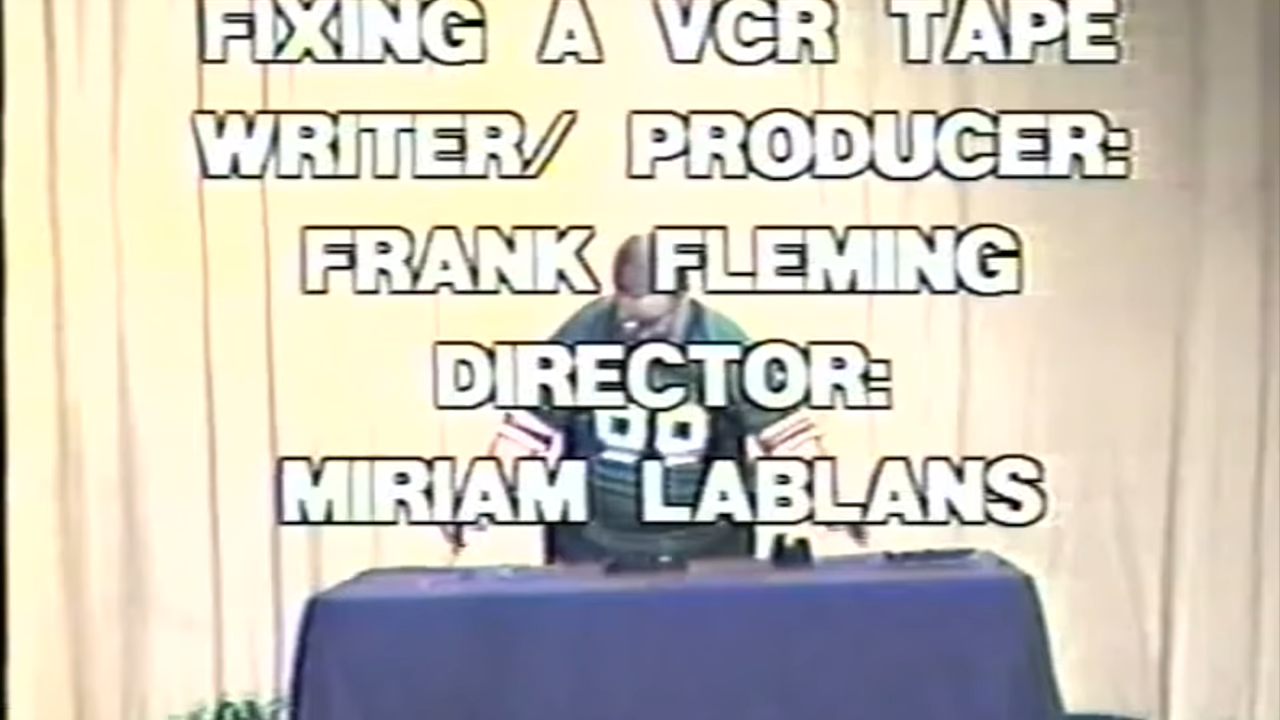 FIXING A VCR TAPE
WRITER/ PRODUCER:
FRANK FLEMING
DIRECTOR:
MIRIAM LABLANS